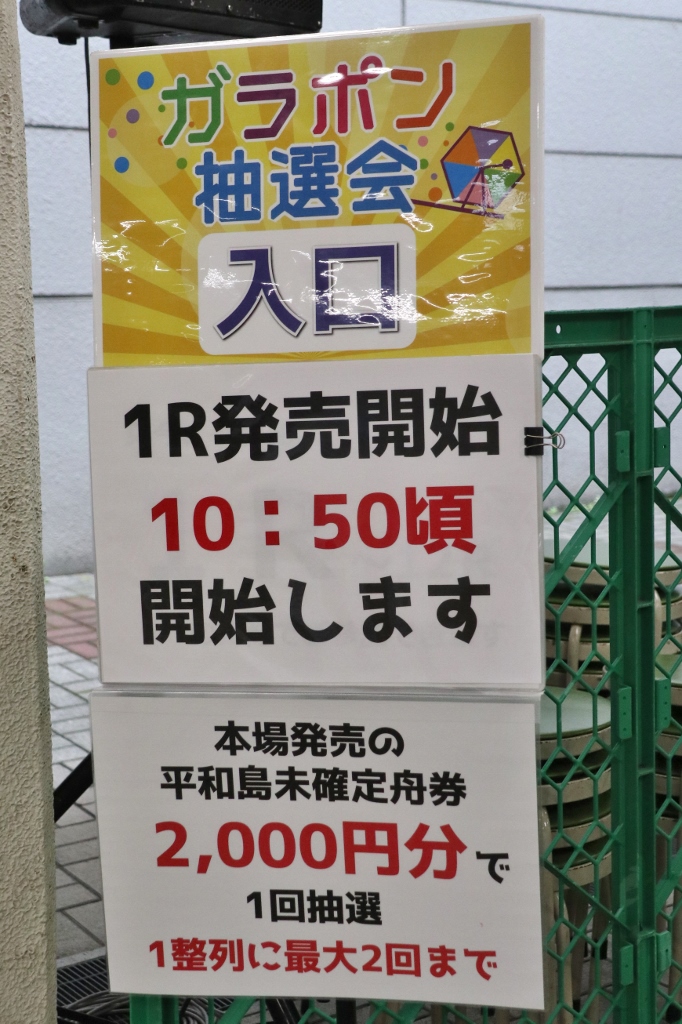 ガラポン
抽選会
入口
1R発売開始
10：50頃
開始します
本場発売の
平和島未確定舟券
2,000円分で
1回抽選
1整列に最大2回まで